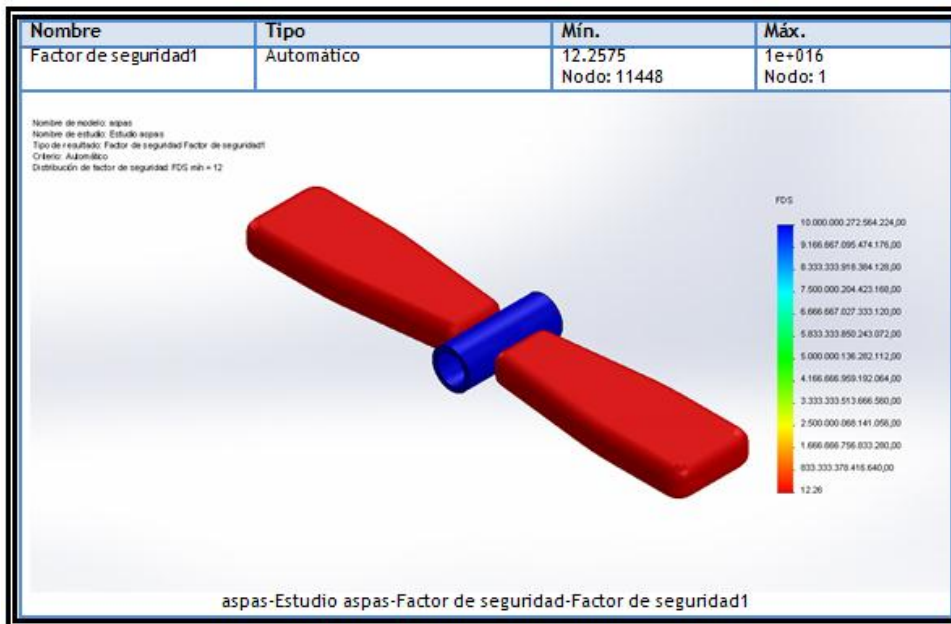 Nombre Tipo Mín. Máx.
Factor de seguridad1 Automático 12.2575 1e+016
Nodo: 11448 Nodo: 1
Nombre de modelo: aspas
Nombre de estudio: Estudio aspas
Tipo de resultado: Factor de seguridad Factor de seguridad1
Criterio: Automático
Distribución de factor de seguridad: FDS mín = 12
FDS
10.000.000.272.564.224,00
9.166.667.095.474.176,00
8.333.333.918.384.128,00
7.500.000.204.423.168,00
6.666.667.027.333.120,00
5.833.333.850.243.072,00
5.000.000.136.282.112,00
4.166.666.959.192.064,00
3.333.333.513.666.560,00
2.500.000.068.141.056,00
1.666.666.756.833.280,00
833.333.378.416.640,00
12.26
aspas-Estudio aspas-Factor de seguridad-Factor de seguridad1